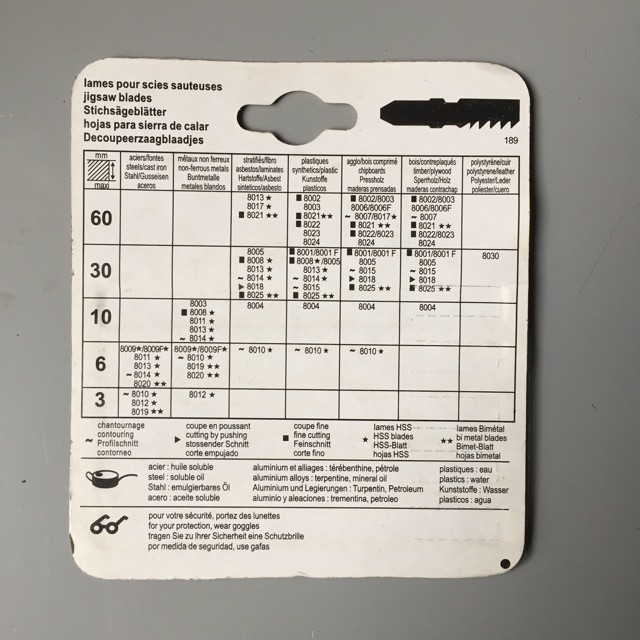 lames pour scies sauteuses
jigsaw blades
Stichsägeblätter
hojas para sierra de calar
Decoupeerzaagblaadjes
189
mm
maxi
aciers/fontes
steels/cast iron
Stahl/Gusseisen
aceros
métaux non ferreux
non-ferrous metals
Buntmetalle
metales blandos
stratifiés/fibro
asbestos/laminates
Hartstoffe/Asbest
sinteticos/asbesto
plastiques
synthetics/plastic
Kunstoffe
plasticos
agglo/bois comprimé
chipboards
Pressholz
maderas prensadas
bois/contreplaqués
timber/plywood
Sperrholz/Holz
maderas contrachap
polystyrène/cuir
polystyrene/leather
Polyester/Leder
poliester/cuero
60
8013 ★
8017 ★
■ 8021 ★★
■ 8002
8003
■ 8021★★
■ 8022
8023
8024
■ 8002/8003
8006/8006F
~ 8007/8017★
■ 8021 ★★
■ 8022/8023
8024
■ 8002/8003
8006/8006F
~ 8007
■ 8021 ★★
■ 8022/8023
8024
30
8005
■ 8008 ★
8013 ★
~ 8014 ★
▶ 8018
■ 8025 ★★
■ 8001/8001 F
■ 8008★/8005
8013 ★
~ 8014 ★
~ 8015
■ 8025 ★★
■ 8001/8001 F
8005
~ 8015
▶ 8018
■ 8025 ★★
■ 8001/8001 F
8005
~ 8015
▶ 8018
■ 8025 ★★
8030
10
8003
■ 8008 ★
8011 ★
8013 ★
~ 8014 ★
8004
8004
8004
8004
6
8009★/8009F★
8011 ★
8013 ★
~ 8014 ★
8020 ★★
8009★/8009F★
~ 8010 ★
8019 ★★
8020 ★★
~ 8010 ★
~ 8010 ★
~ 8010 ★
3
~ 8010 ★
8012 ★
8019 ★★
8012 ★
chantournage
~ contouring
Profilschnitt
contorneo
coupe en poussant
▶ cutting by pushing
stossender Schnitt
corte empujado
coupe fine
■ fine cutting
Feinschnitt
corte fino
lames HSS
★ HSS blades
HSS-Blatt
hojas HSS
lames Bimétal
★★ bi metal blades
Bimet-Blatt
hojas bimetal
acier : huile soluble
steel : soluble oil
Stahl : emulgierbares Öl
acero : aceite soluble
aluminium et alliages : térébenthine, pétrole
aluminium alloys : terpentine, mineral oil
Aluminium und Legierungen : Turpentin, Petroleum
aluminio y aleaciones : trementina, petroleo
plastiques : eau
plastics : water
Kunststoffe : Wasser
plasticos : agua
pour votre sécurité, portez des lunettes
for your protection, wear goggles
tragen Sie zu Ihrer Sicherheit eine Schutzbrille
por medida de seguridad, use gafas